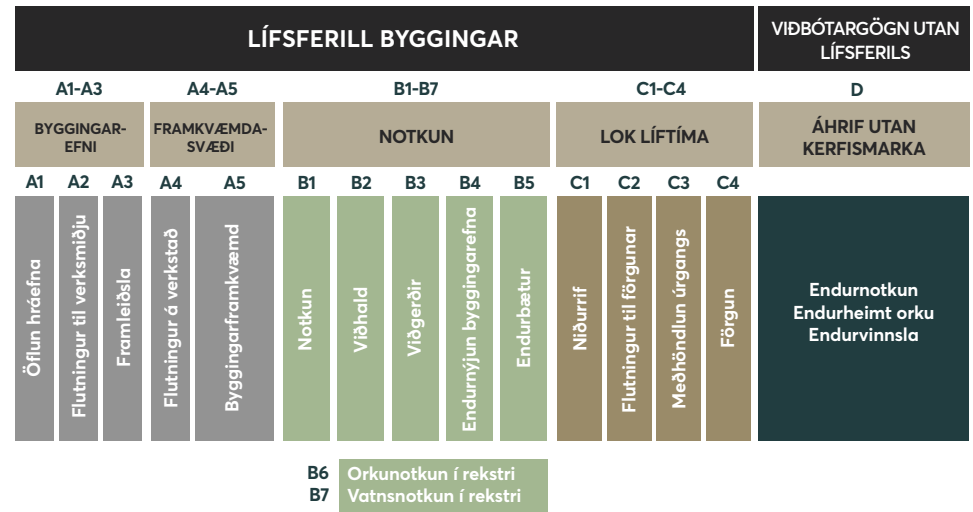 LÍFSFERILL BYGGINGAR
VIÐBÓTARGÖGN UTAN
LÍFSFERILS
A1-A3
A4-A5
B1-B7
C1-C4
D
BYGGINGAR-
EFNI
FRAMKVÆMDA-
SVÆÐI
NOTKUN
LOK LÍFTÍMA
ÁHRIF UTAN
KERFISMARKA
A1
A2
A3
A4
A5
B1
B2
B3
B4
B5
C1
C2
C3
C4
Öflun hráefna
Flutningur til verksmiðju
Framleiðsla
Flutningur á verkstað
Byggingarframkvæmd
Notkun
Viðhald
Viðgerðir
Endurnýjun byggingarefna
Endurbætur
Niðurrif
Flutningur til förgunar
Meðhöndlun úrgangs
Förgun
Endurnotkun
Endurheimt orku
Endurvinnsla
B6 Orkunotkun í rekstri
B7 Vatnsnotkun í rekstri